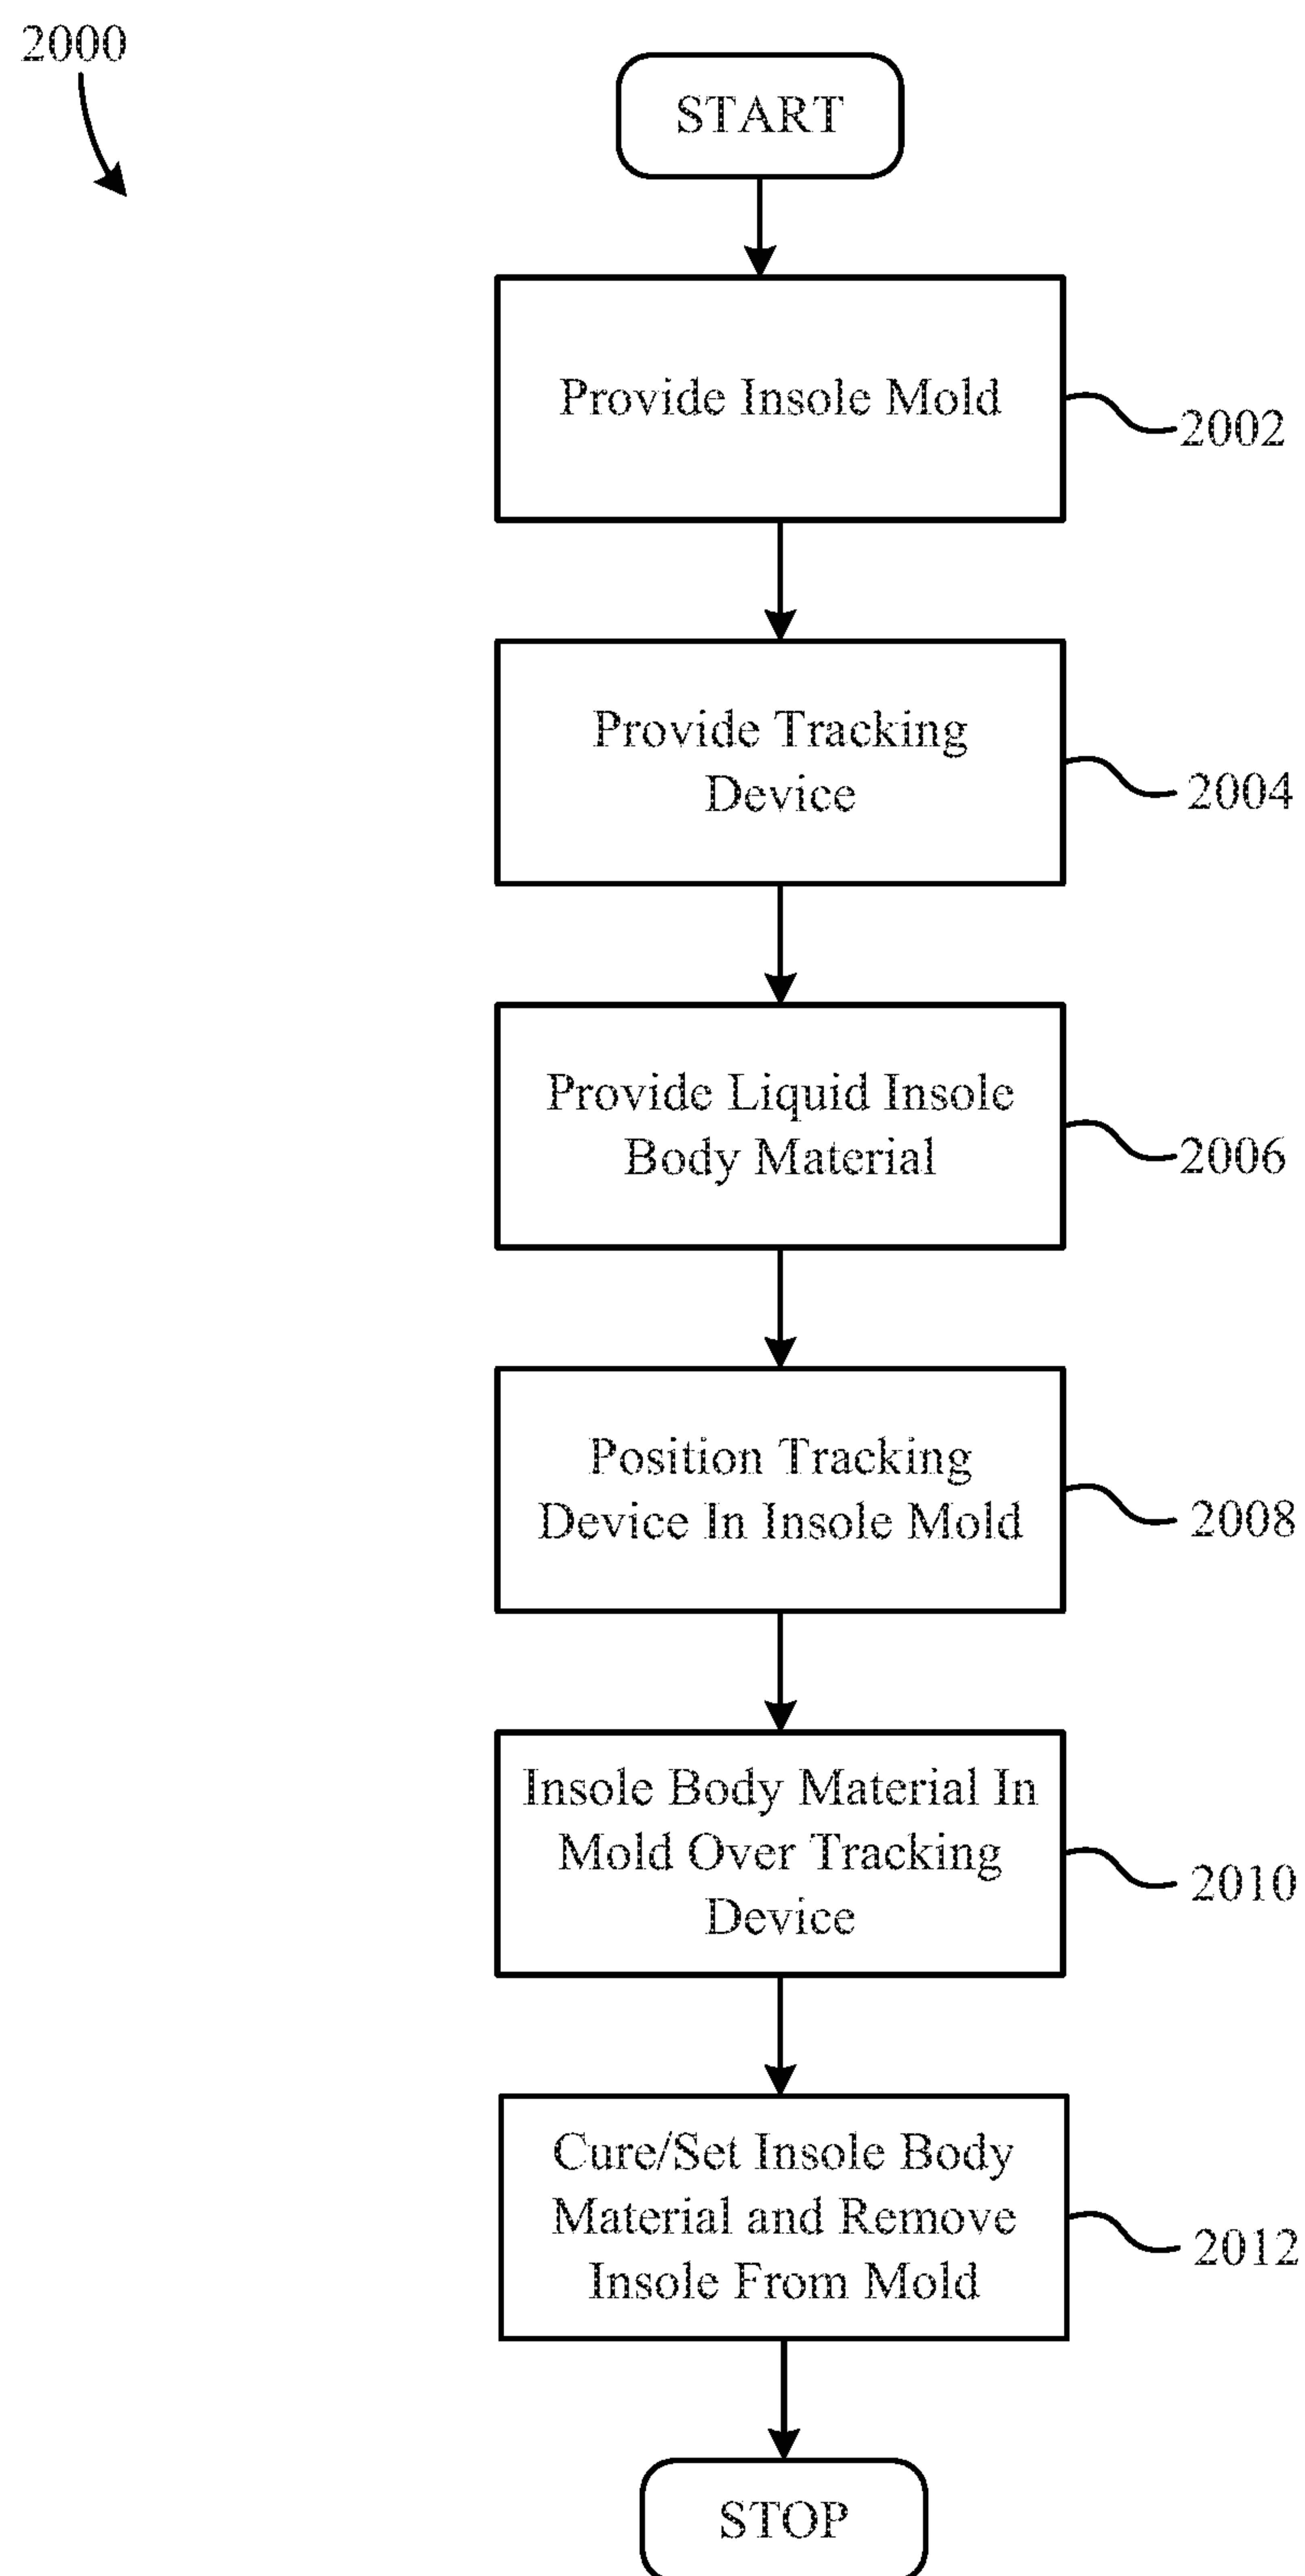 2000
START
Provide Insole Mold
2002
Provide Tracking
Device
2004
Provide Liquid Insole
Body Material
2006
Position Tracking
Device In Insole Mold
2008
Insole Body Material In
Mold Over Tracking
Device
2010
Cure/Set Insole Body
Material and Remove
Insole From Mold
2012
STOP